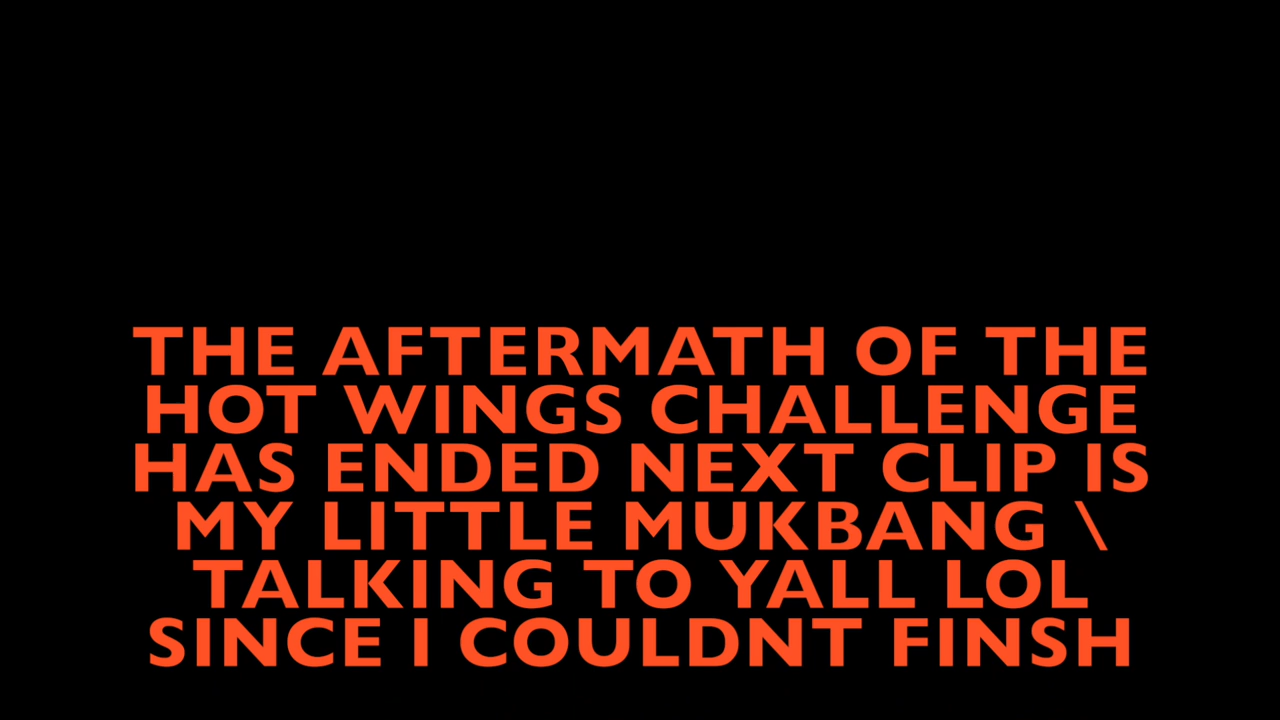 THE AFTERMATH OF THE
HOT WINGS CHALLENGE
HAS ENDED NEXT CLIP IS
MY LITTLE MUKBANG \
TALKING TO YALL LOL
SINCE I COULDNT FINSH